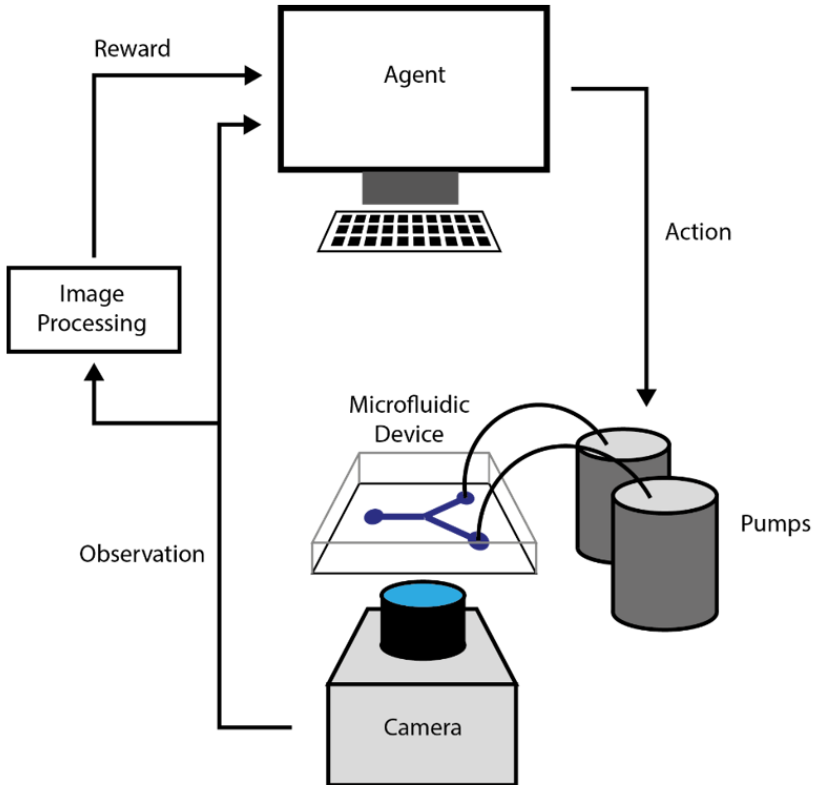 Reward
Agent
Action
Image
Processing
Microfluidic
Device
Observation
Pumps
Camera